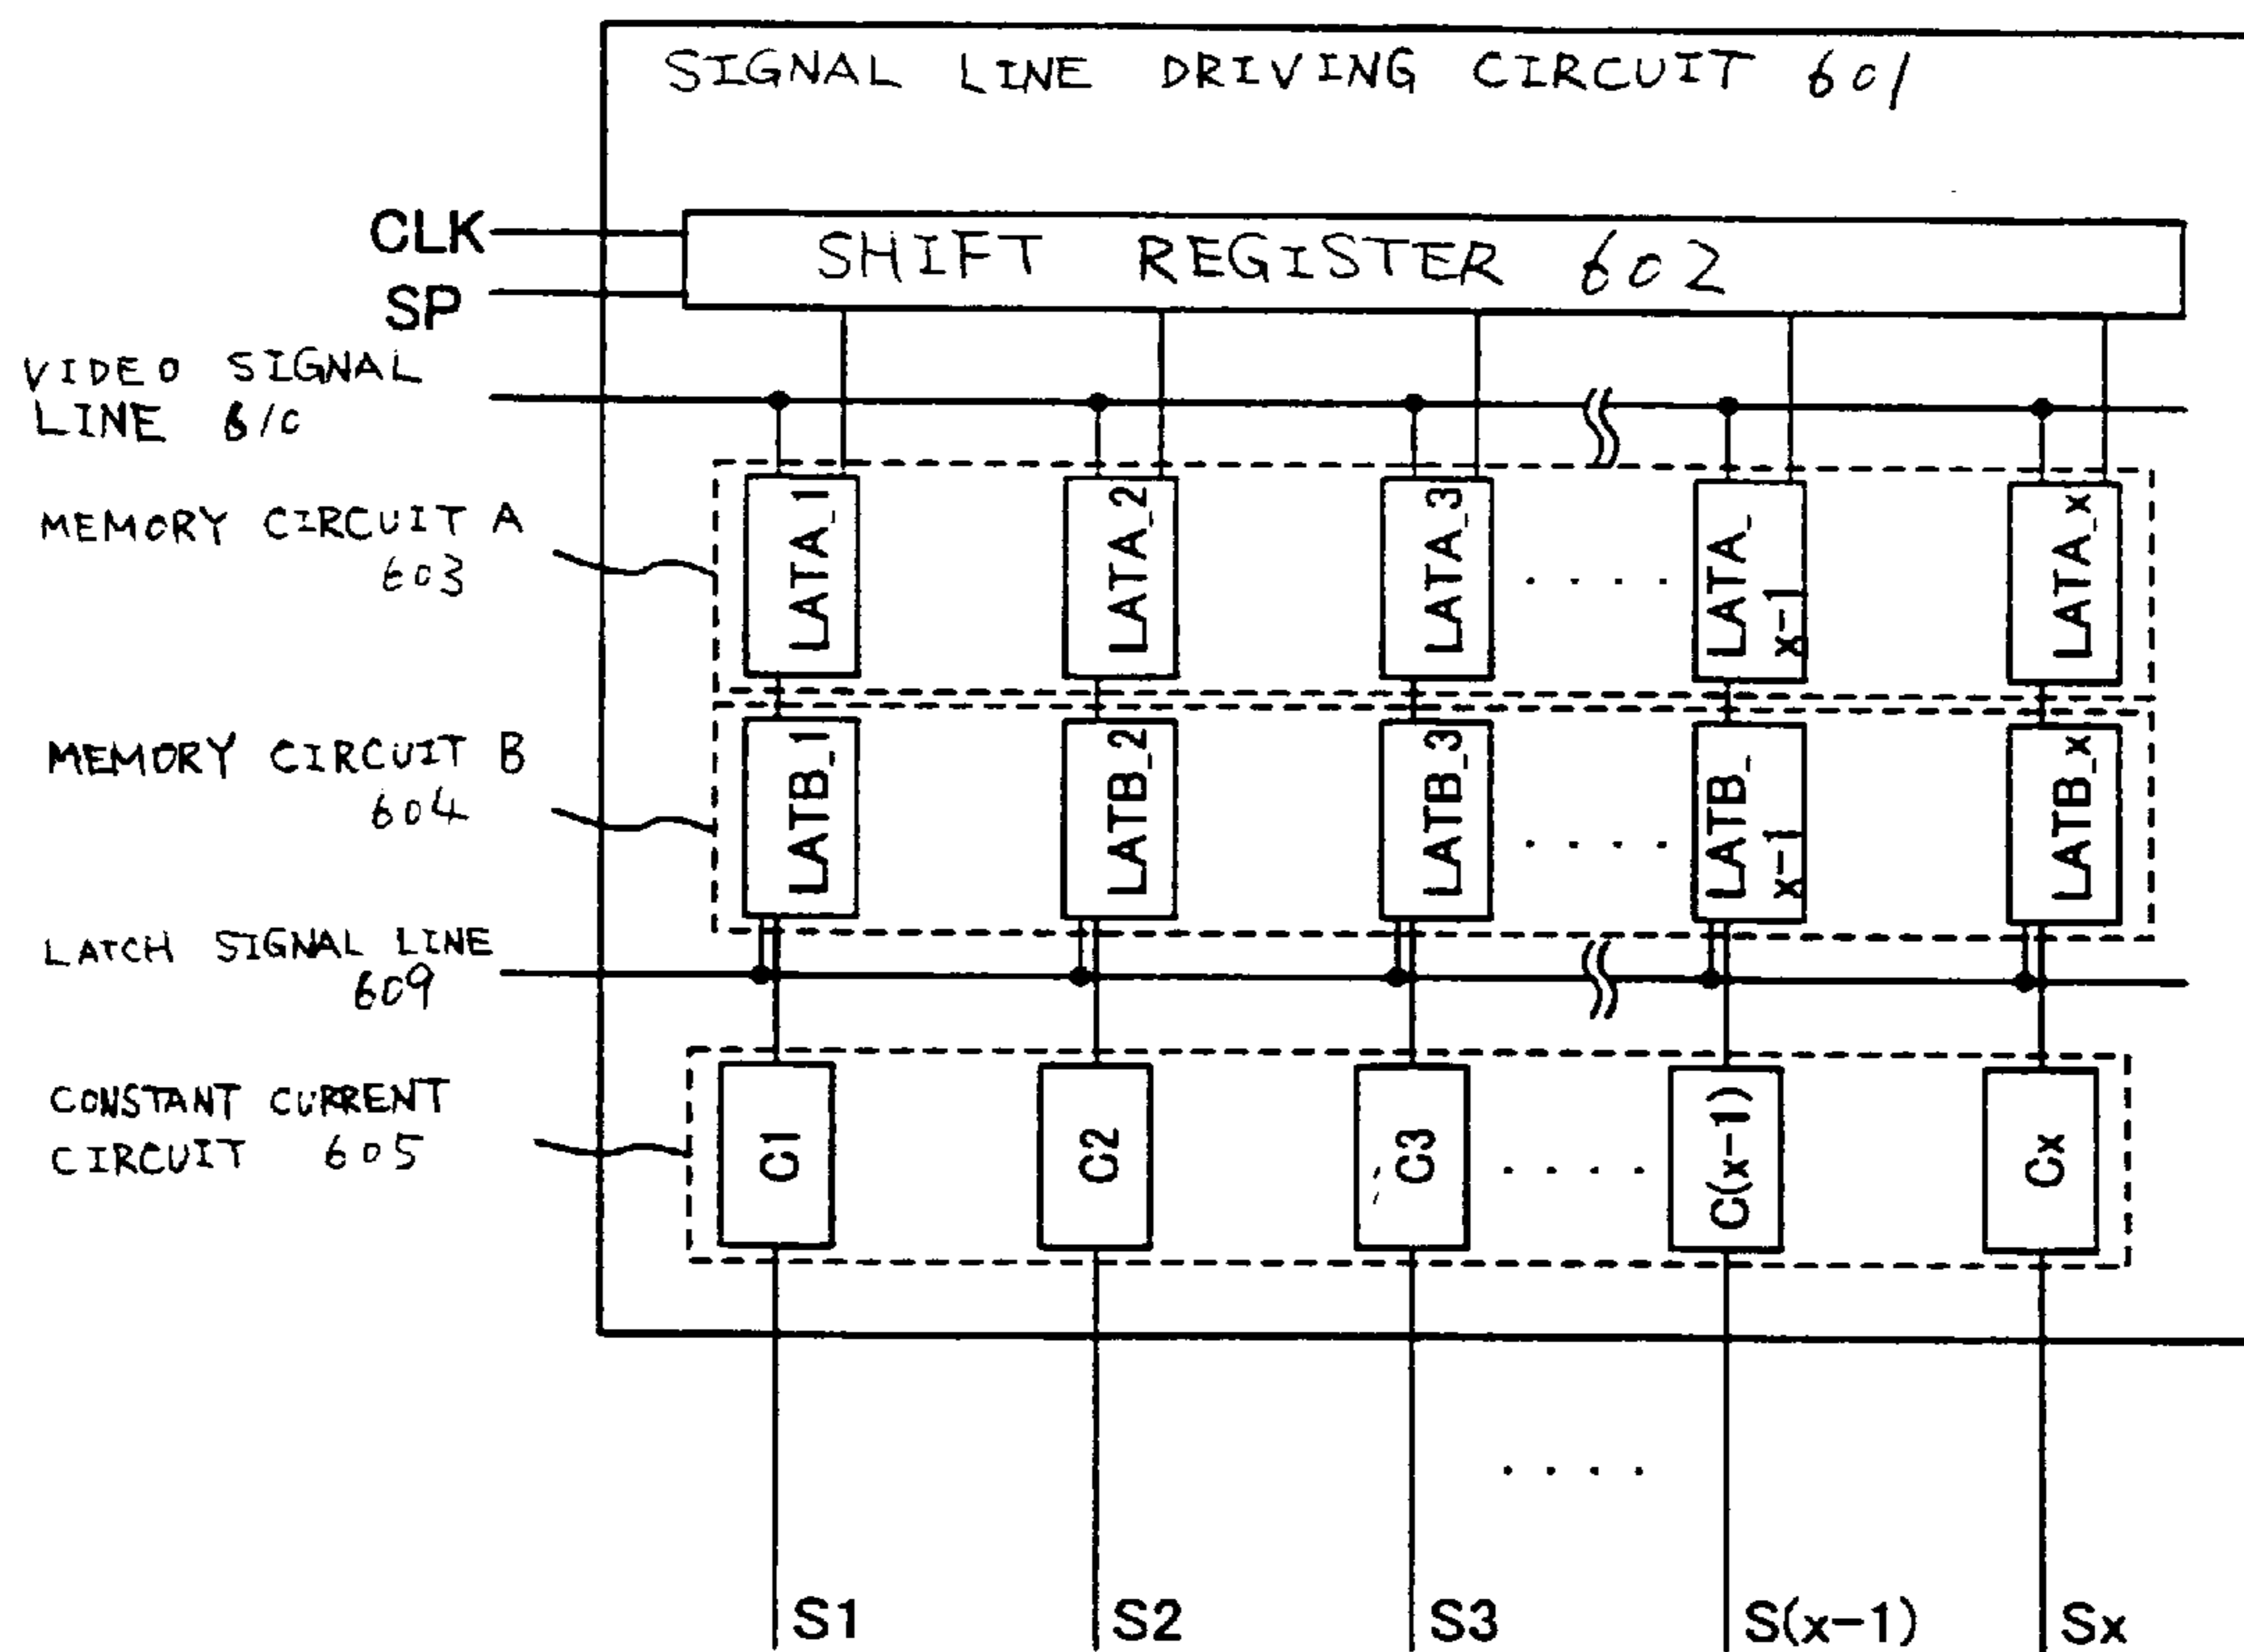 SIGNAL LINE DRIVING CIRCUIT 601
CLK
SHIFT REGISTER 602
SP
VIDEO SIGNAL
LINE 610
MEMORY CIRCUIT A
603
LATA_1
LATA_2
LATA_3
LATA_
x-1
LATA_x
MEMORY CIRCUIT B
604
LATB_1
LATB_2
LATB_3
LATB_
x-1
LATB_x
LATCH SIGNAL LINE
609
CONSTANT CURRENT
CIRCUIT 605
C1
C2
C3
C(x-1)
Cx
S1
S2
S3
S(x-1)
Sx